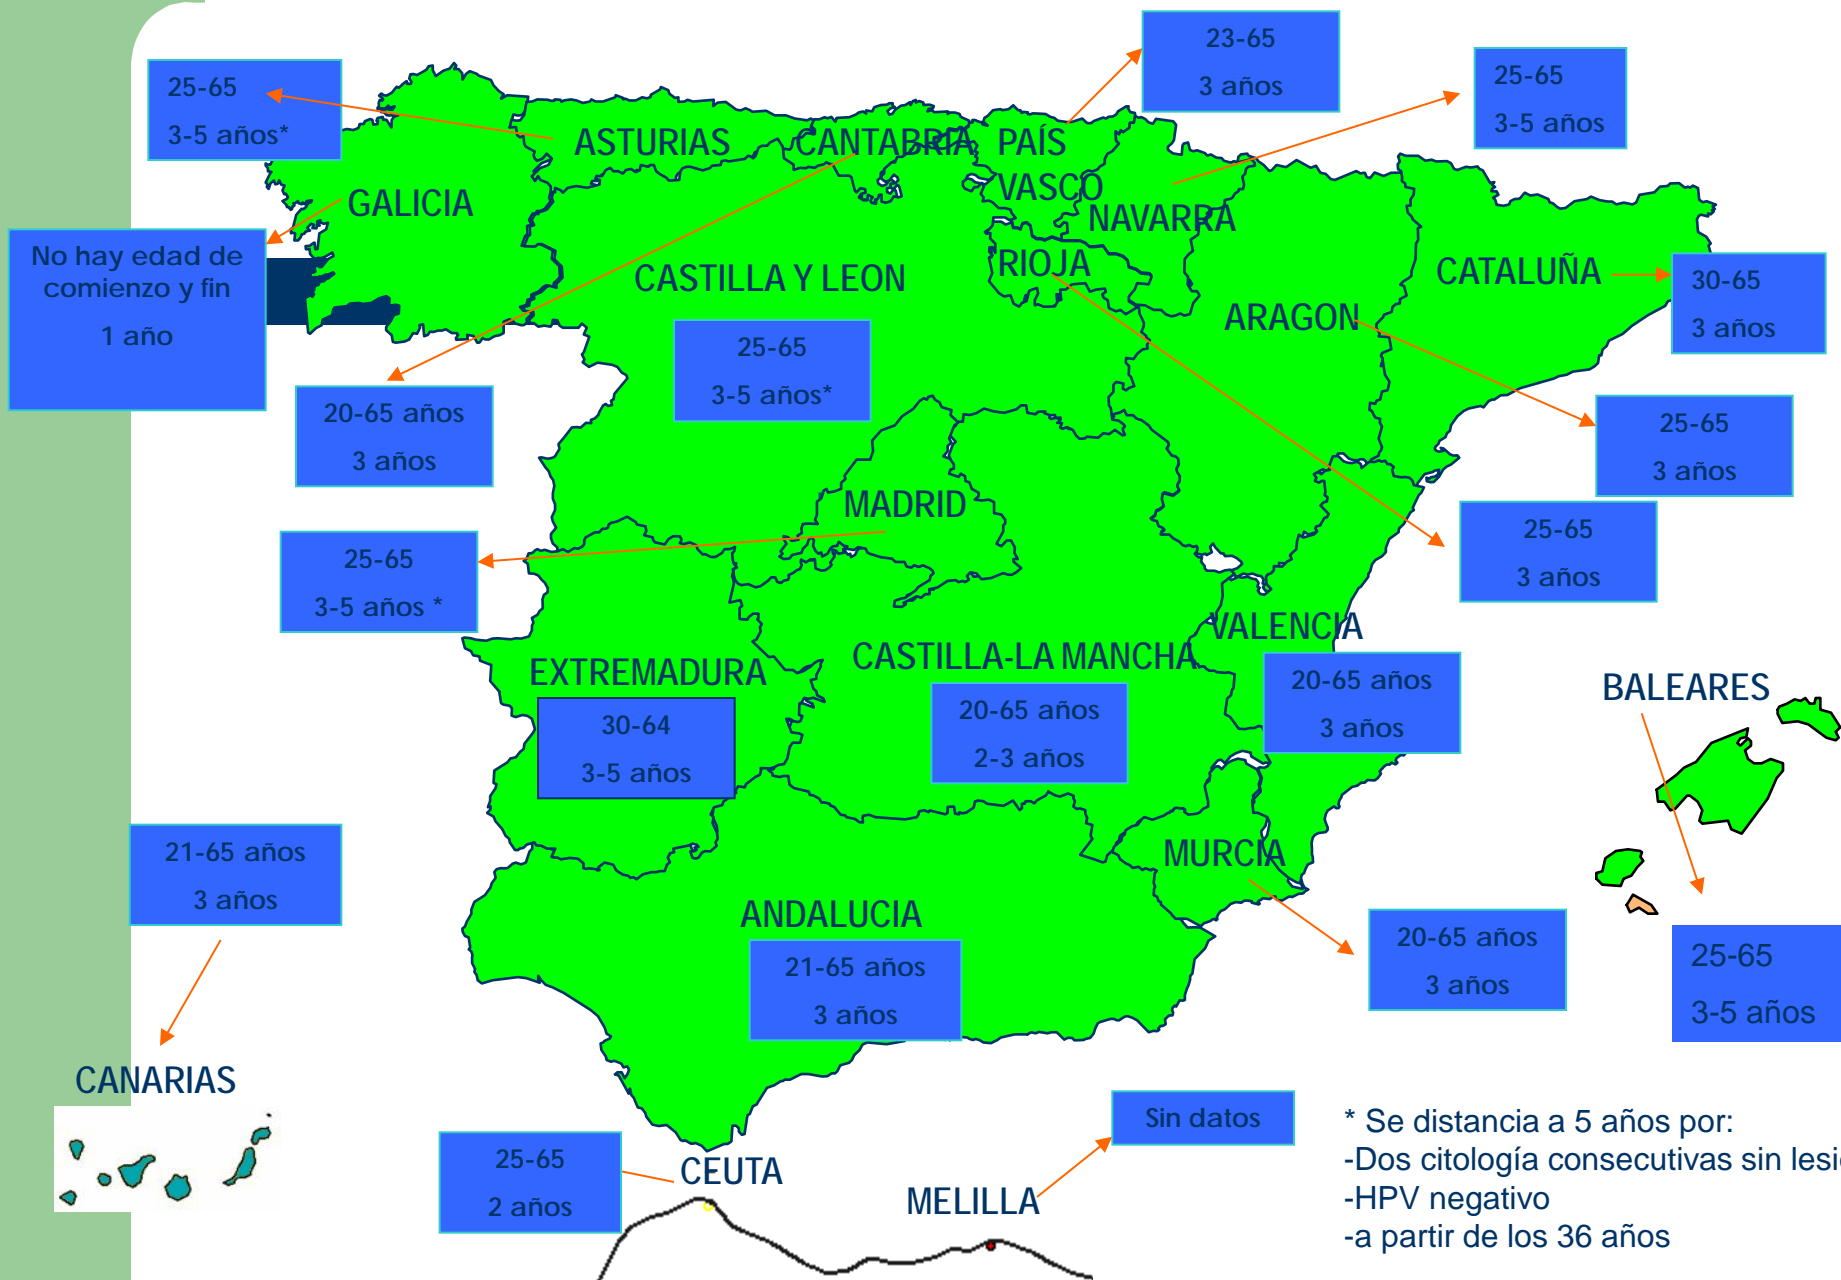 23-65
3 años
25-65
3-5 años*
25-65
3-5 años
ASTURIAS
CANTABRIA
PAÍS
VASCO
GALICIA
NAVARRA
No hay edad de
comienzo y fin
1 año
CASTILLA Y LEON
RIOJA
CATALUÑA
30-65
3 años
ARAGON
25-65
3-5 años*
20-65 años
3 años
25-65
3 años
MADRID
25-65
3-5 años *
25-65
3 años
VALENCIA
20-65 años
3 años
EXTREMADURA
30-64
3-5 años
CASTILLA-LA MANCHA
20-65 años
2-3 años
BALEARES
21-65 años
3 años
MURCIA
ANDALUCIA
21-65 años
3 años
20-65 años
3 años
25-65
3-5 años
CANARIAS
25-65
2 años
CEUTA
MELILLA
Sin datos
* Se distancia a 5 años por:
-Dos citología consecutivas sin
-HPV negativo
-a partir de los 36 años